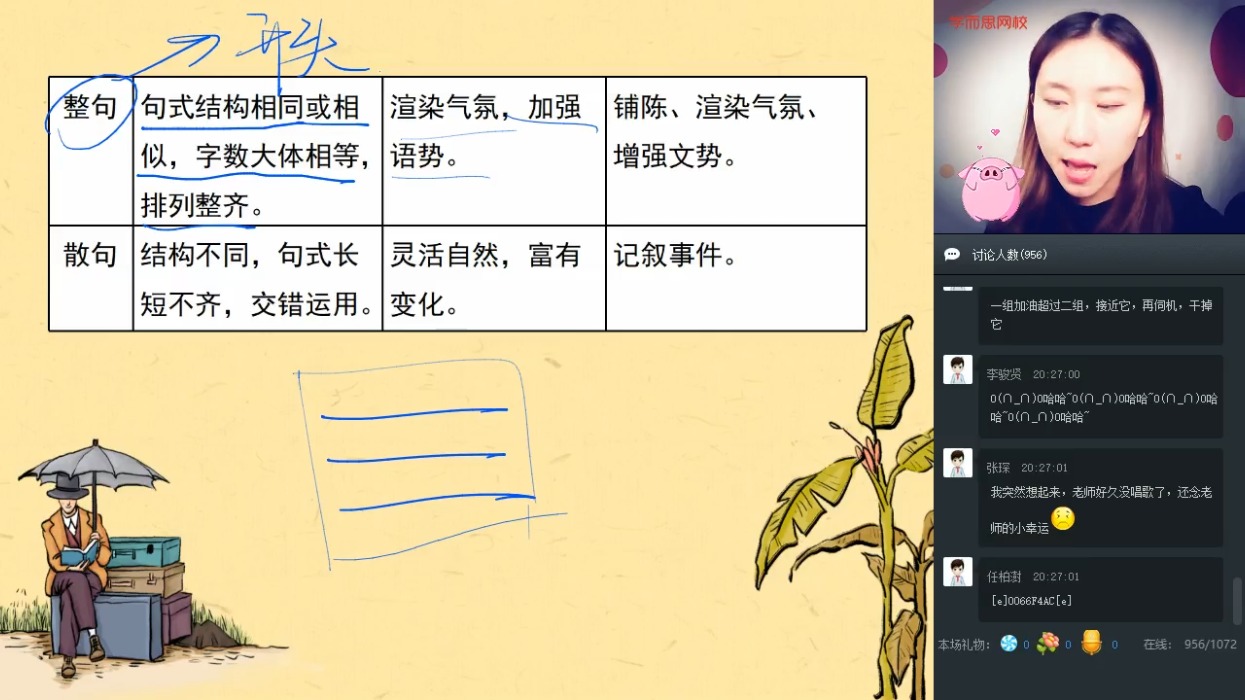 开头
整句
句式结构相同或相
似，字数大体相等，
排列整齐。
渲染气氛，加强
语势。
铺陈、渲染气氛、
增强文势。
散句
结构不同，句式长
短不齐，交错运用。
灵活自然，富有
变化。
记叙事件。
学而思网校
讨论人数(956)
一组加油超过二组，接近它，再伺机，干掉
它
李骏贤 20:27:00
O(∩_∩)O哈哈~O(∩_∩)O哈哈~O(∩_∩)O哈
哈~O(∩_∩)O哈哈~
张琛 20:27:01
我突然想起来，老师好久没唱歌了，还念老
师的小幸运
任柏澍 20:27:01
[e]0066F4AC[e]
本场礼物： 0 0 0 在线： 956/1072